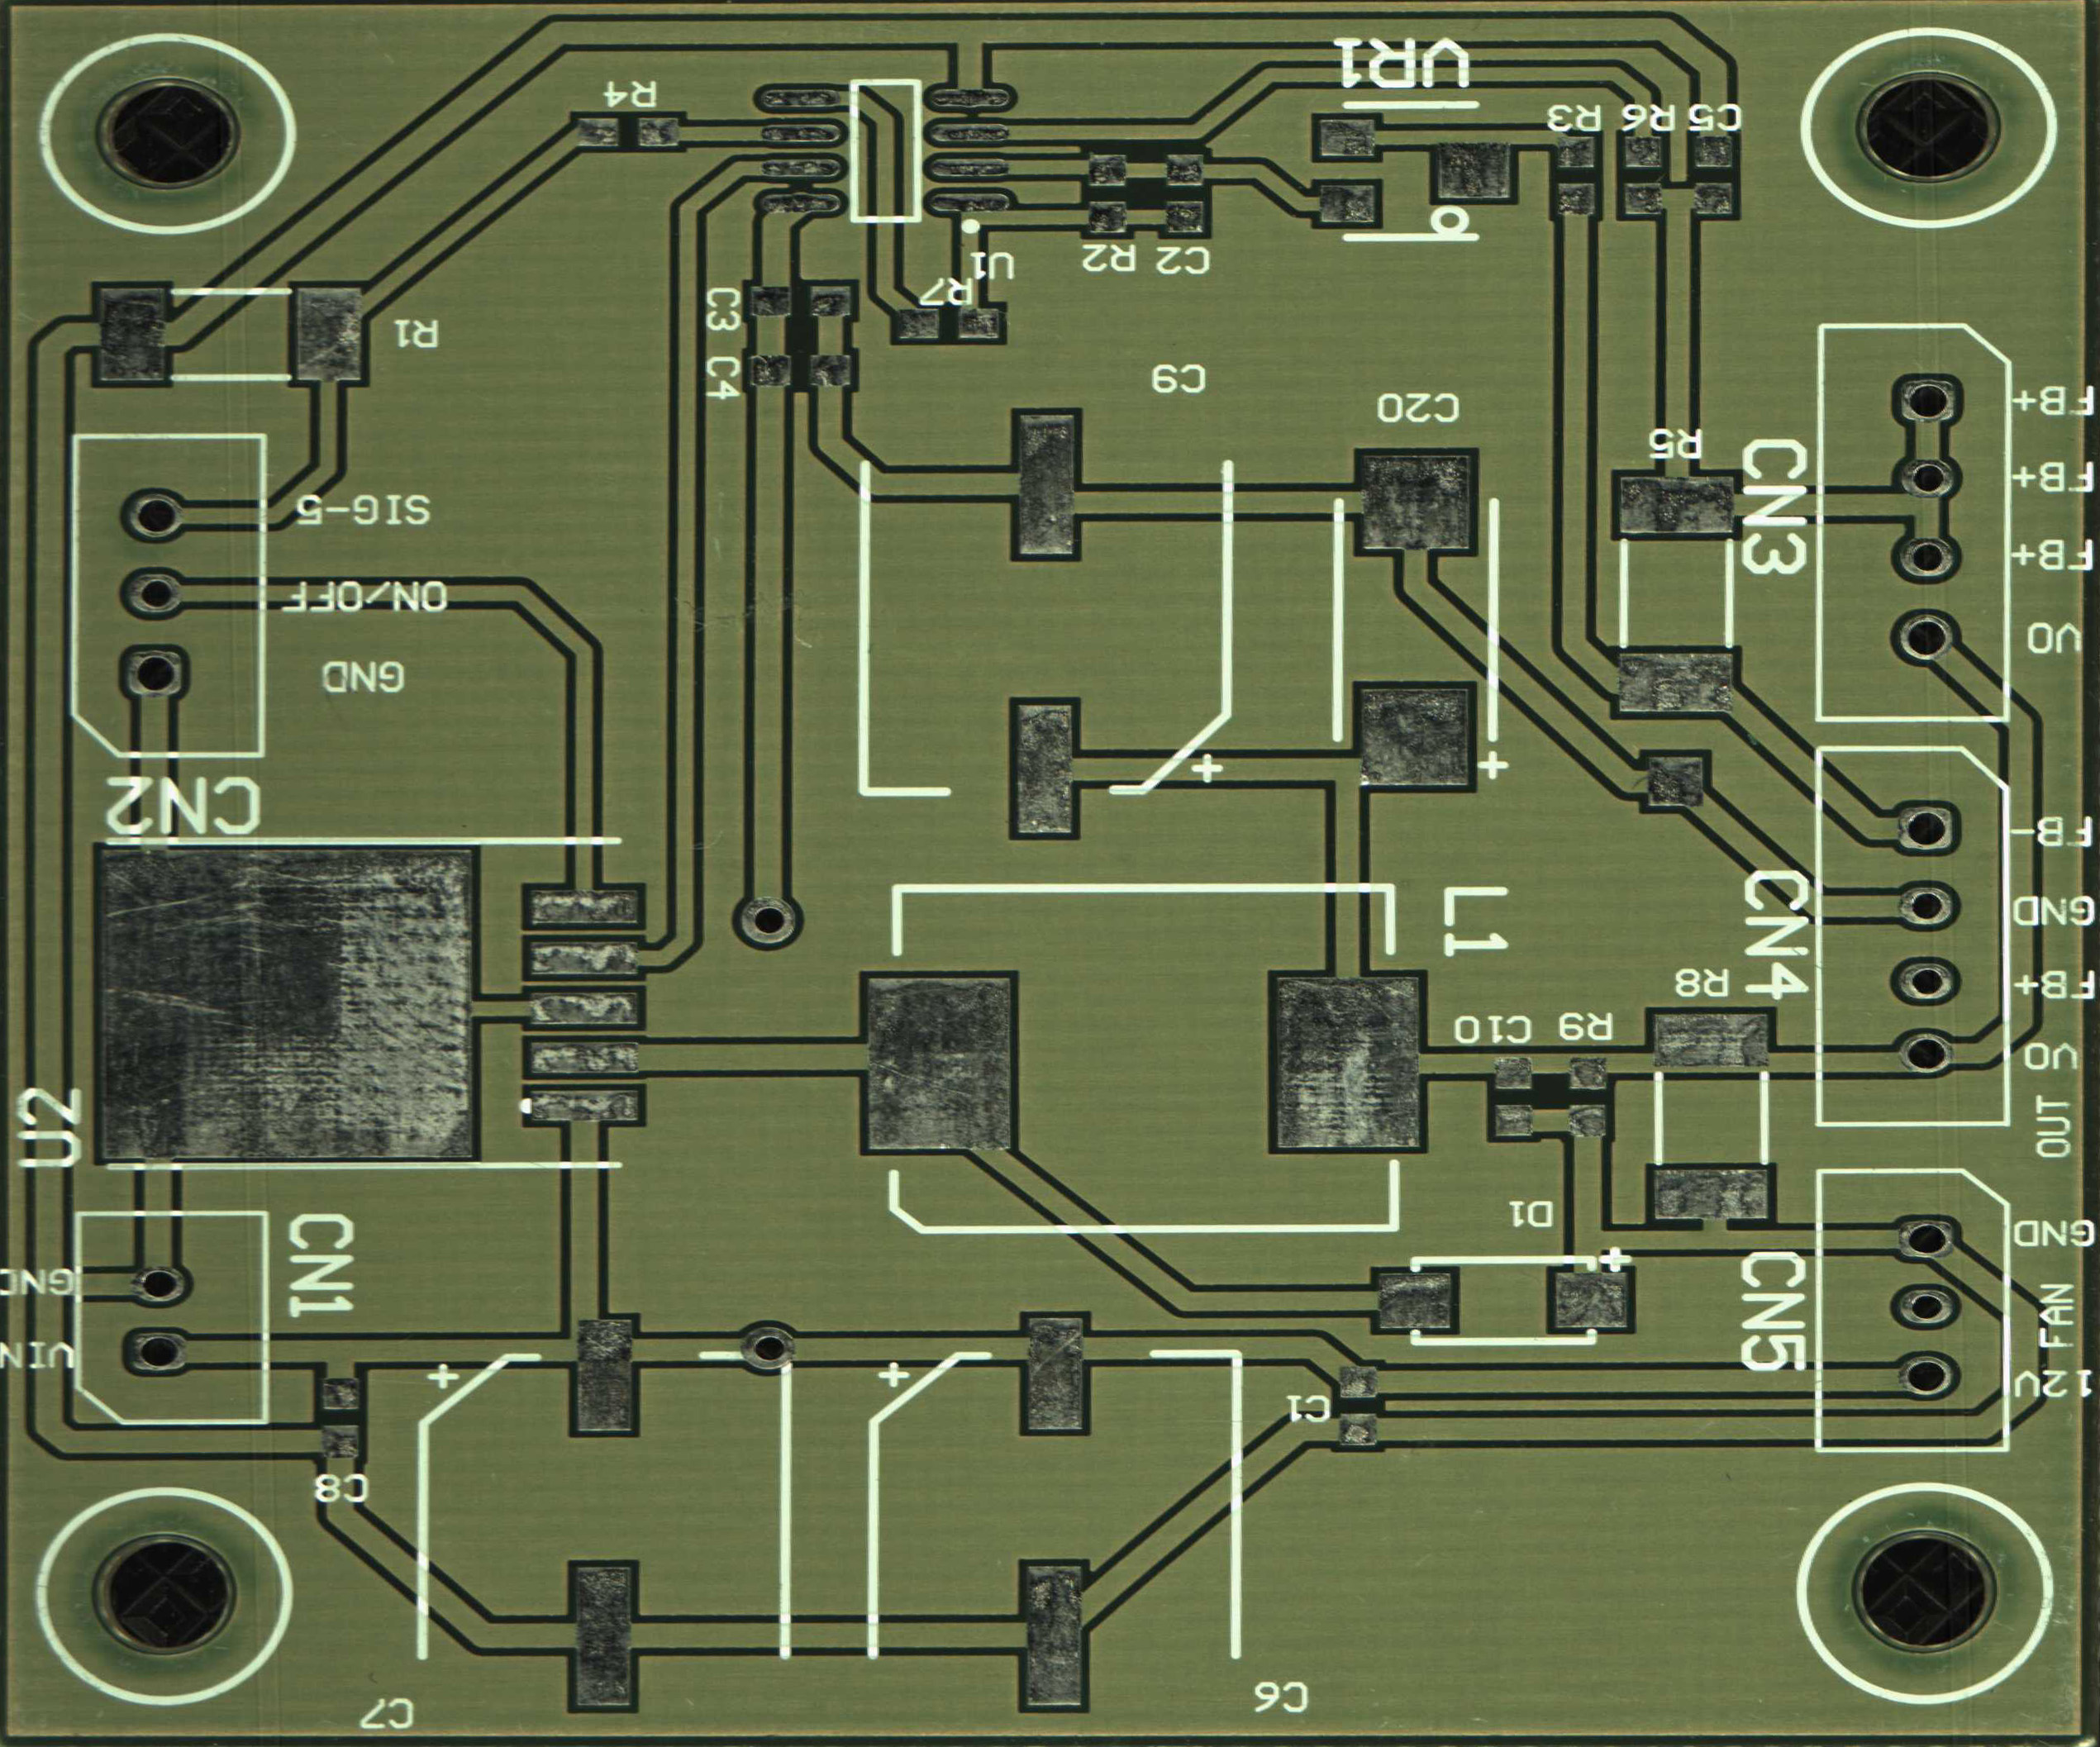 VR1
R4
R3 R6 C5
R2 C2
U1
R7
C3
R1
C4
C9
C20
FB+
R5
CN3
FB+
SIG-5
FB+
ON/OFF
GND
VO
CN2
+
+
FB-
CN4
GND
L1
R8
FB+
C10 R9
VO
U2
OUT
D1
GND
CN1
+
CN5
GND
FAN
VIN
+
+
12V
C1
C8
C7
C6